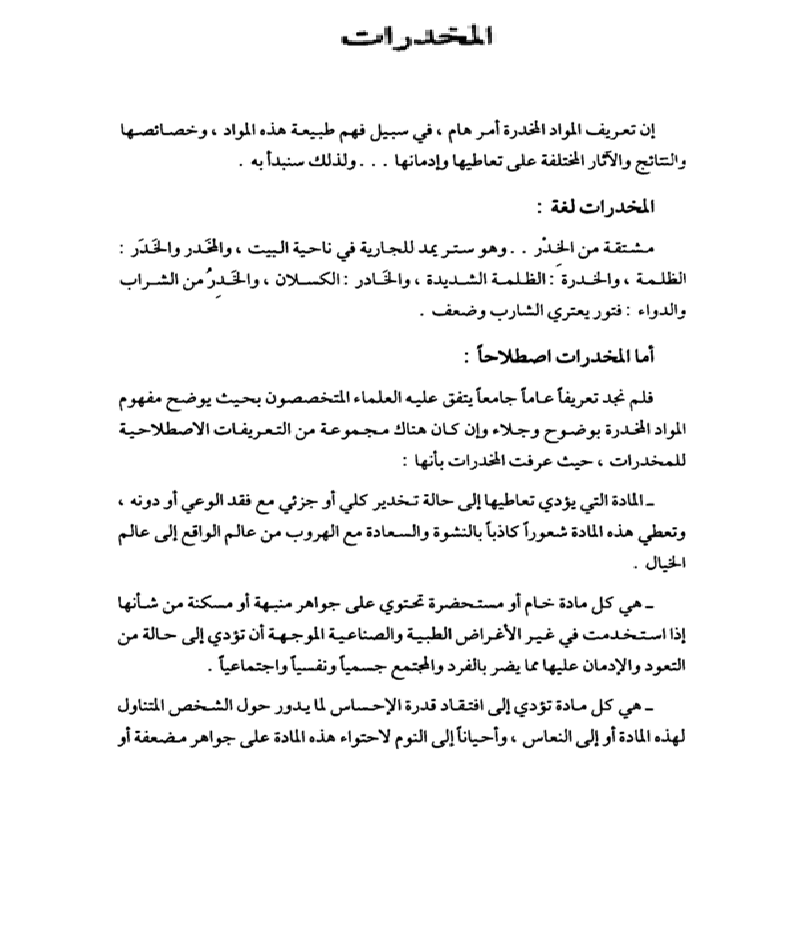 المخدرات
إن تعريف المواد المخدرة أمر هام ، في سبيل فهم طبيعة هذه المواد ، وخصائصها
والنتائج والآثار المختلفة على تعاطيها وإدمانها . . . ولذلك سنبدأ به .
المخدرات لغة :
مشتقة من الخِدْر . . وهو ستر يمد للجارية في ناحية البيت ، والمخْدر والخَدَر :
الظلمة ، والخدرة : الظلمة الشديدة ، والخَادر : الكسلان ، والخَدِرُ من الشراب
والدواء : فتور يعتري الشارب وضعف .
أما المخدرات اصطلاحاً :
فلم نجد تعريفاً عاماً جامعاً يتفق عليه العلماء المتخصصون بحيث يوضح مفهوم
المواد المخدرة بوضوح وجلاء وإن كان هناك مجموعة من التعريفات الاصطلاحية
للمخدرات ، حيث عرفت المخدرات بأنها :
ـ المادة التي يؤدي تعاطيها إلى حالة تخدير كلي أو جزئي مع فقد الوعي أو دونه ،
وتعطي هذه المادة شعوراً كاذباً بالنشوة والسعادة مع الهروب من عالم الواقع إلى عالم
الخيال .
ـ هي كل مادة خام أو مستحضرة تحتوي على جواهر منبهة أو مسكنة من شأنها
إذا استخدمت في غير الأغراض الطبية والصناعية الموجهة أن تؤدي إلى حالة من
التعود والإدمان عليها مما يضر بالفرد والمجتمع جسمياً ونفسياً واجتماعياً .
ـ هي كل مادة تؤدي إلى افتقاد قدرة الإحساس لما يدور حول الشخص المتناول
لهذه المادة أو إلى النعاس ، وأحياناً إلى النوم لاحتواء هذه المادة على جواهر مضعفة أو